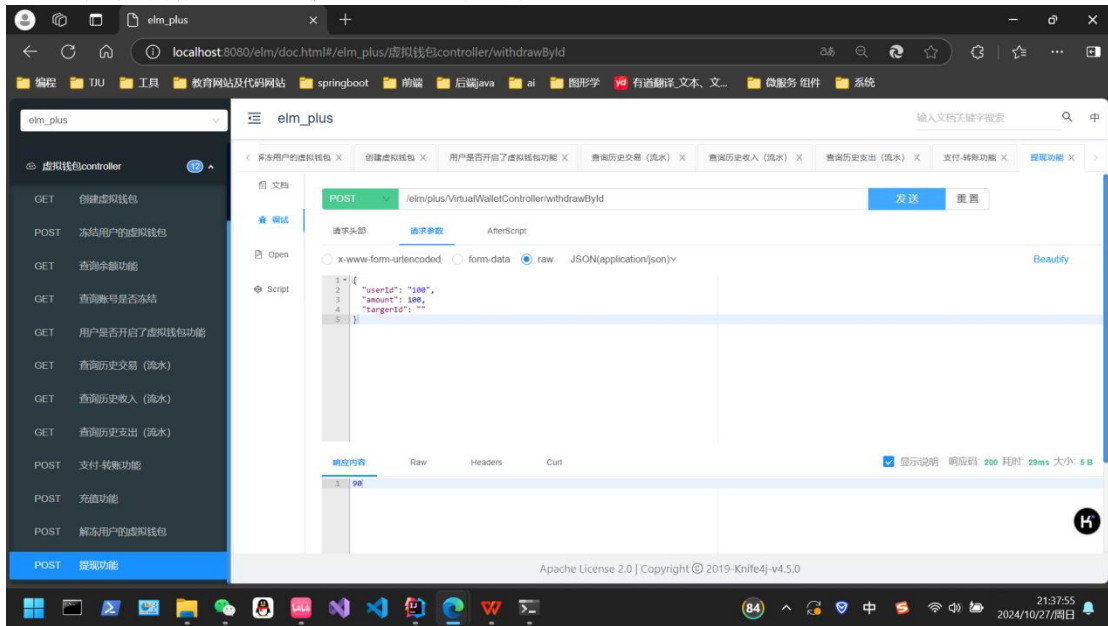 elm_plus
localhost:8080/elm/doc.html#/elm_plus/虚拟钱包controller/withdrawById
编程 TJU 工具 教育网站及代码网站 springboot 前端 后端java ai 图形学 有道翻译_文本、文... 微服务 组件 系统
elm_plus
elm_plus
输入文档关键字搜索
中
虚拟钱包controller 12
解冻用户的虚拟钱包 创建虚拟钱包 用户是否开启了虚拟钱包功能 查询历史交易（流水） 查询历史收入（流水） 查询历史支出（流水） 支付-转账功能 提现功能
GET 创建虚拟钱包
POST 冻结用户的虚拟钱包
GET 查询余额功能
GET 查询账号是否冻结
GET 用户是否开启了虚拟钱包功能
GET 查询历史交易（流水）
GET 查询历史收入（流水）
GET 查询历史支出（流水）
POST 支付-转账功能
POST 充值功能
POST 解冻用户的虚拟钱包
POST 提现功能
文档
调试
Open
Script
POST /elm/plus/VirtualWalletController/withdrawById 发送 重置
请求头部 请求参数 AfterScript
x-www-form-urlencoded form-data raw JSON(application/json) Beautify
1 {
2 "userId": "100",
3 "amount": 100,
4 "targerId": ""
5 }
响应内容 Raw Headers Curl 显示说明 响应码: 200 耗时: 29ms 大小: 5 B
1 90
Apache License 2.0 | Copyright © 2019-Knife4j-v4.5.0
84 中 21:37:55
2024/10/27/周日